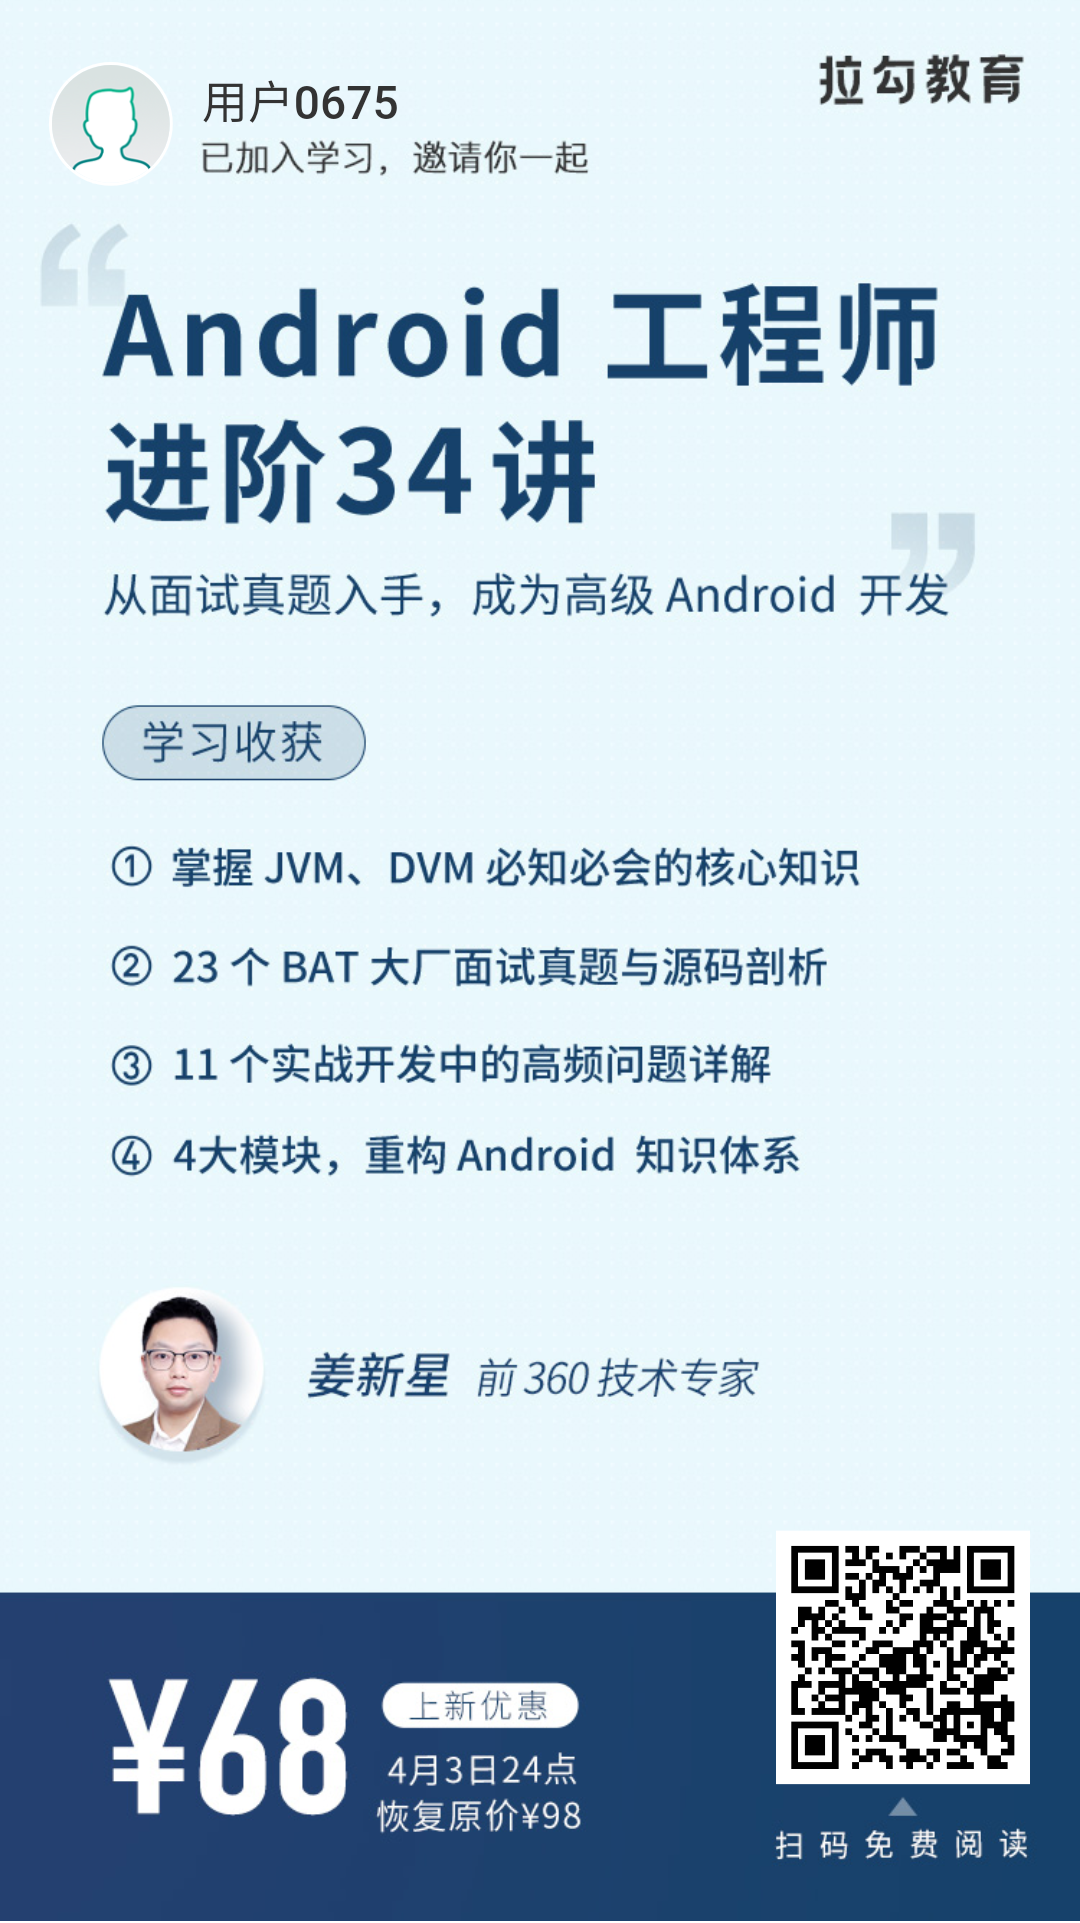 拉勾教育
用户0675
已加入学习，邀请你一起
“
Android 工程师
进阶34讲
”
从面试真题入手，成为高级 Android 开发
学习收获
① 掌握 JVM、DVM 必知必会的核心知识
② 23 个 BAT 大厂面试真题与源码剖析
③ 11 个实战开发中的高频问题详解
④ 4大模块，重构 Android 知识体系
姜新星 前 360 技术专家
¥68
上新优惠
4月3日24点
恢复原价¥98
扫码免费阅读